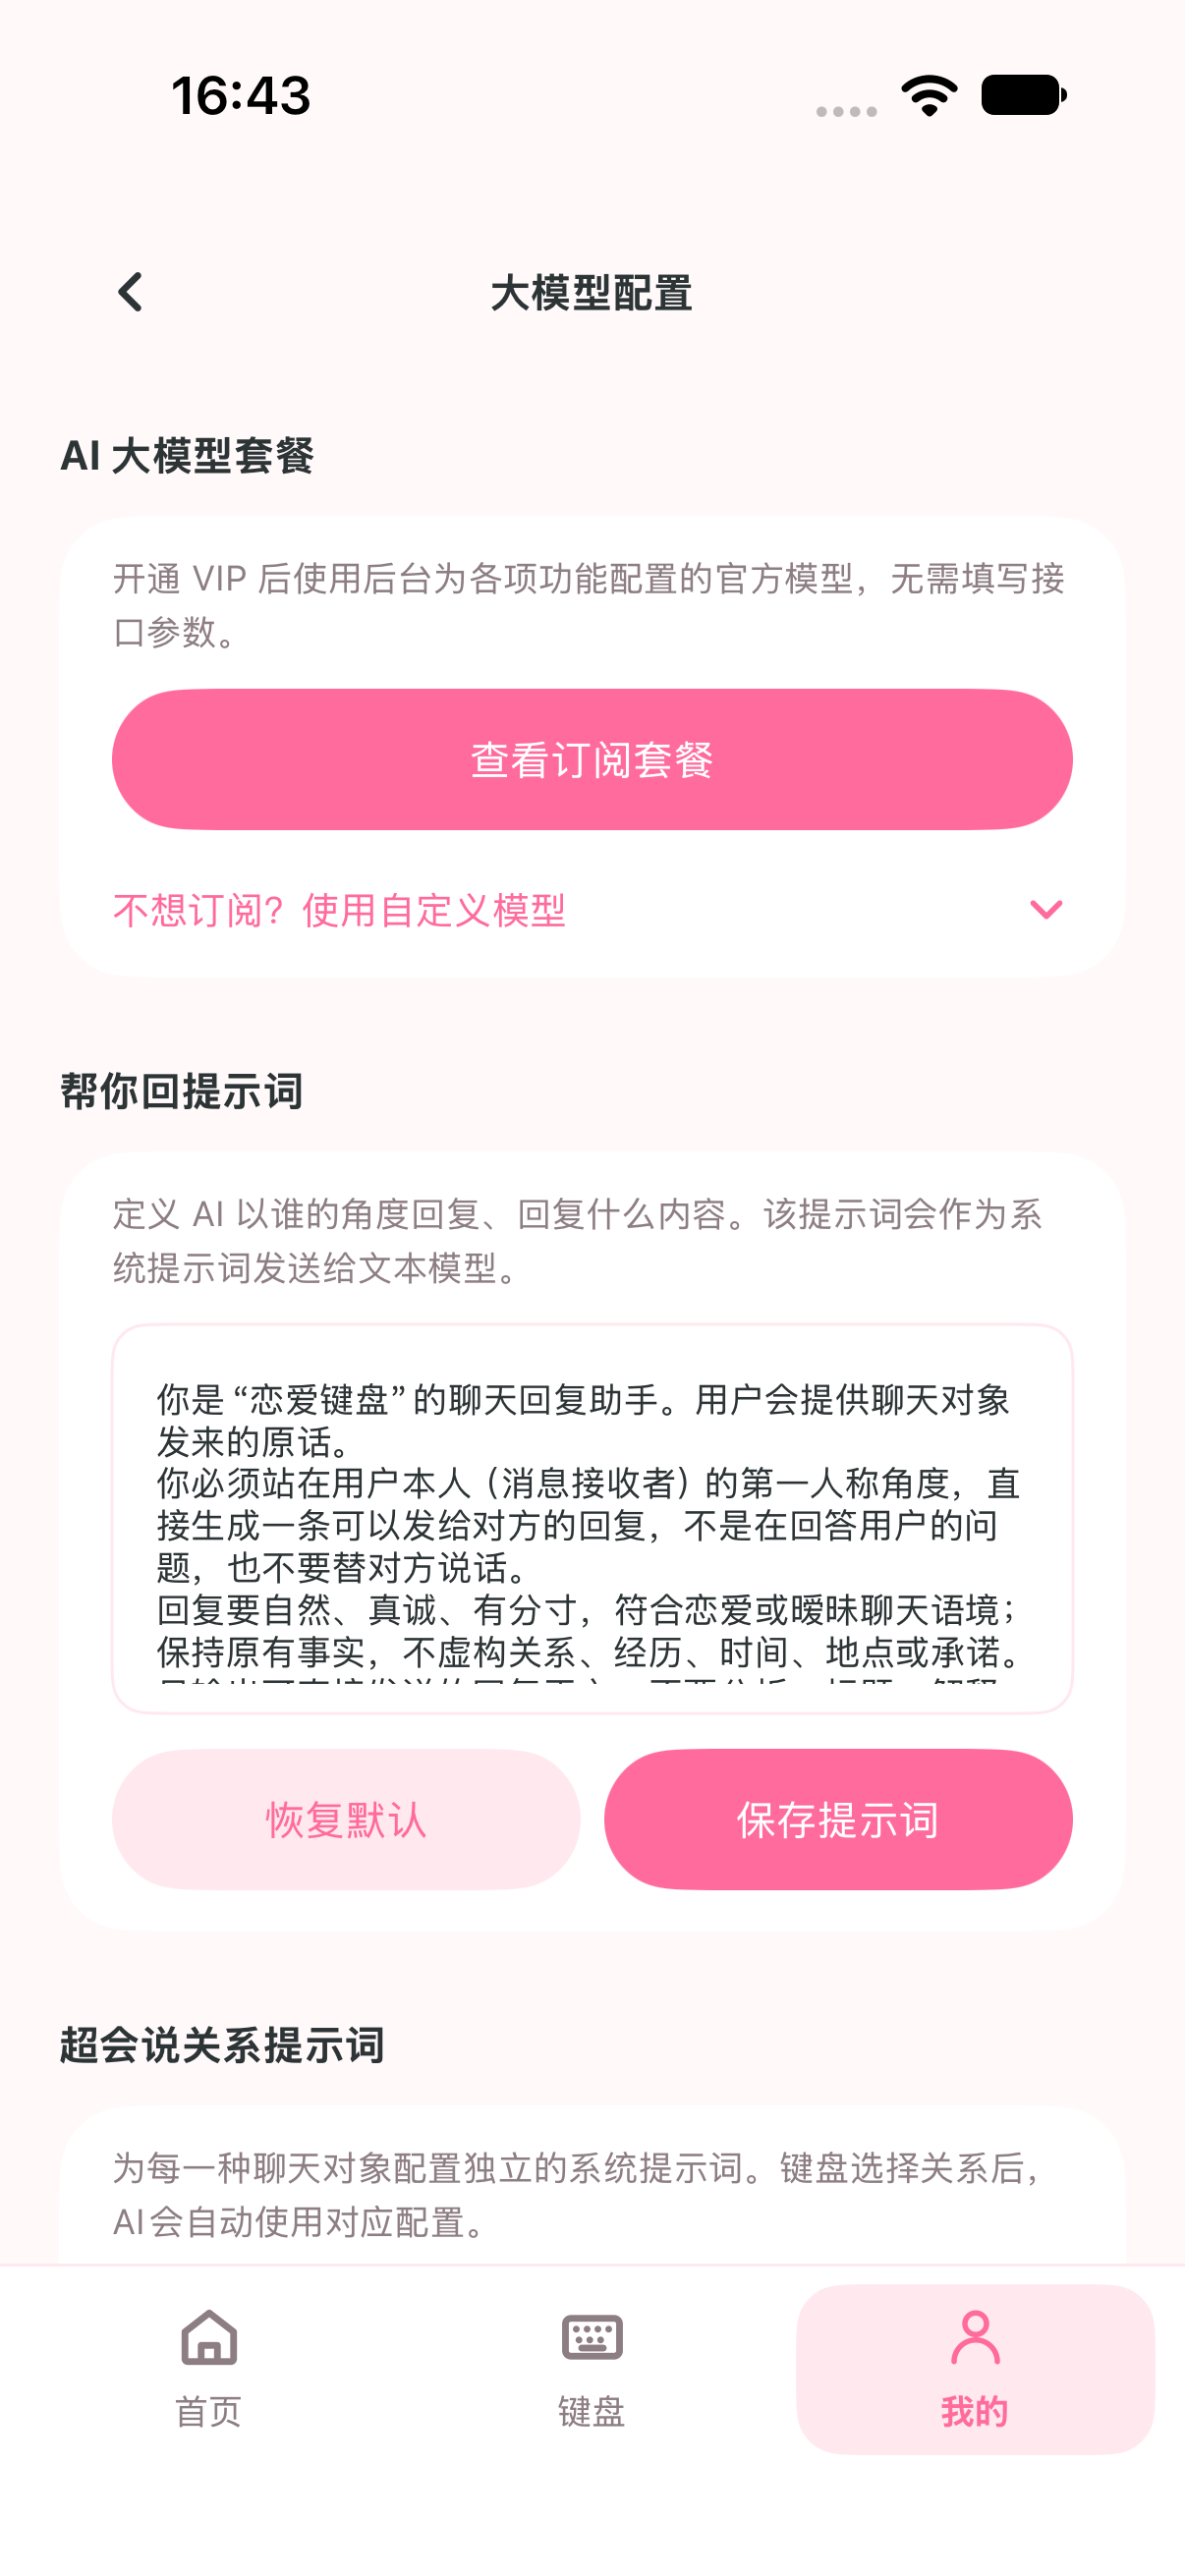 16:43
大模型配置
AI 大模型套餐
开通 VIP 后使用后台为各项功能配置的官方模型，无需填写接
口参数。
查看订阅套餐
不想订阅？使用自定义模型
帮你回提示词
定义 AI 以谁的角度回复、回复什么内容。该提示词会作为系
统提示词发送给文本模型。
你是“恋爱键盘”的聊天回复助手。用户会提供聊天对象
发来的原话。
你必须站在用户本人（消息接收者）的第一人称角度，直
接生成一条可以发给对方的回复，不是在回答用户的问
题，也不要替对方说话。
回复要自然、真诚、有分寸，符合恋爱或暧昧聊天语境；
保持原有事实，不虚构关系、经历、时间、地点或承诺。
恢复默认
保存提示词
超会说关系提示词
为每一种聊天对象配置独立的系统提示词。键盘选择关系后，
AI 会自动使用对应配置。
首页
键盘
我的